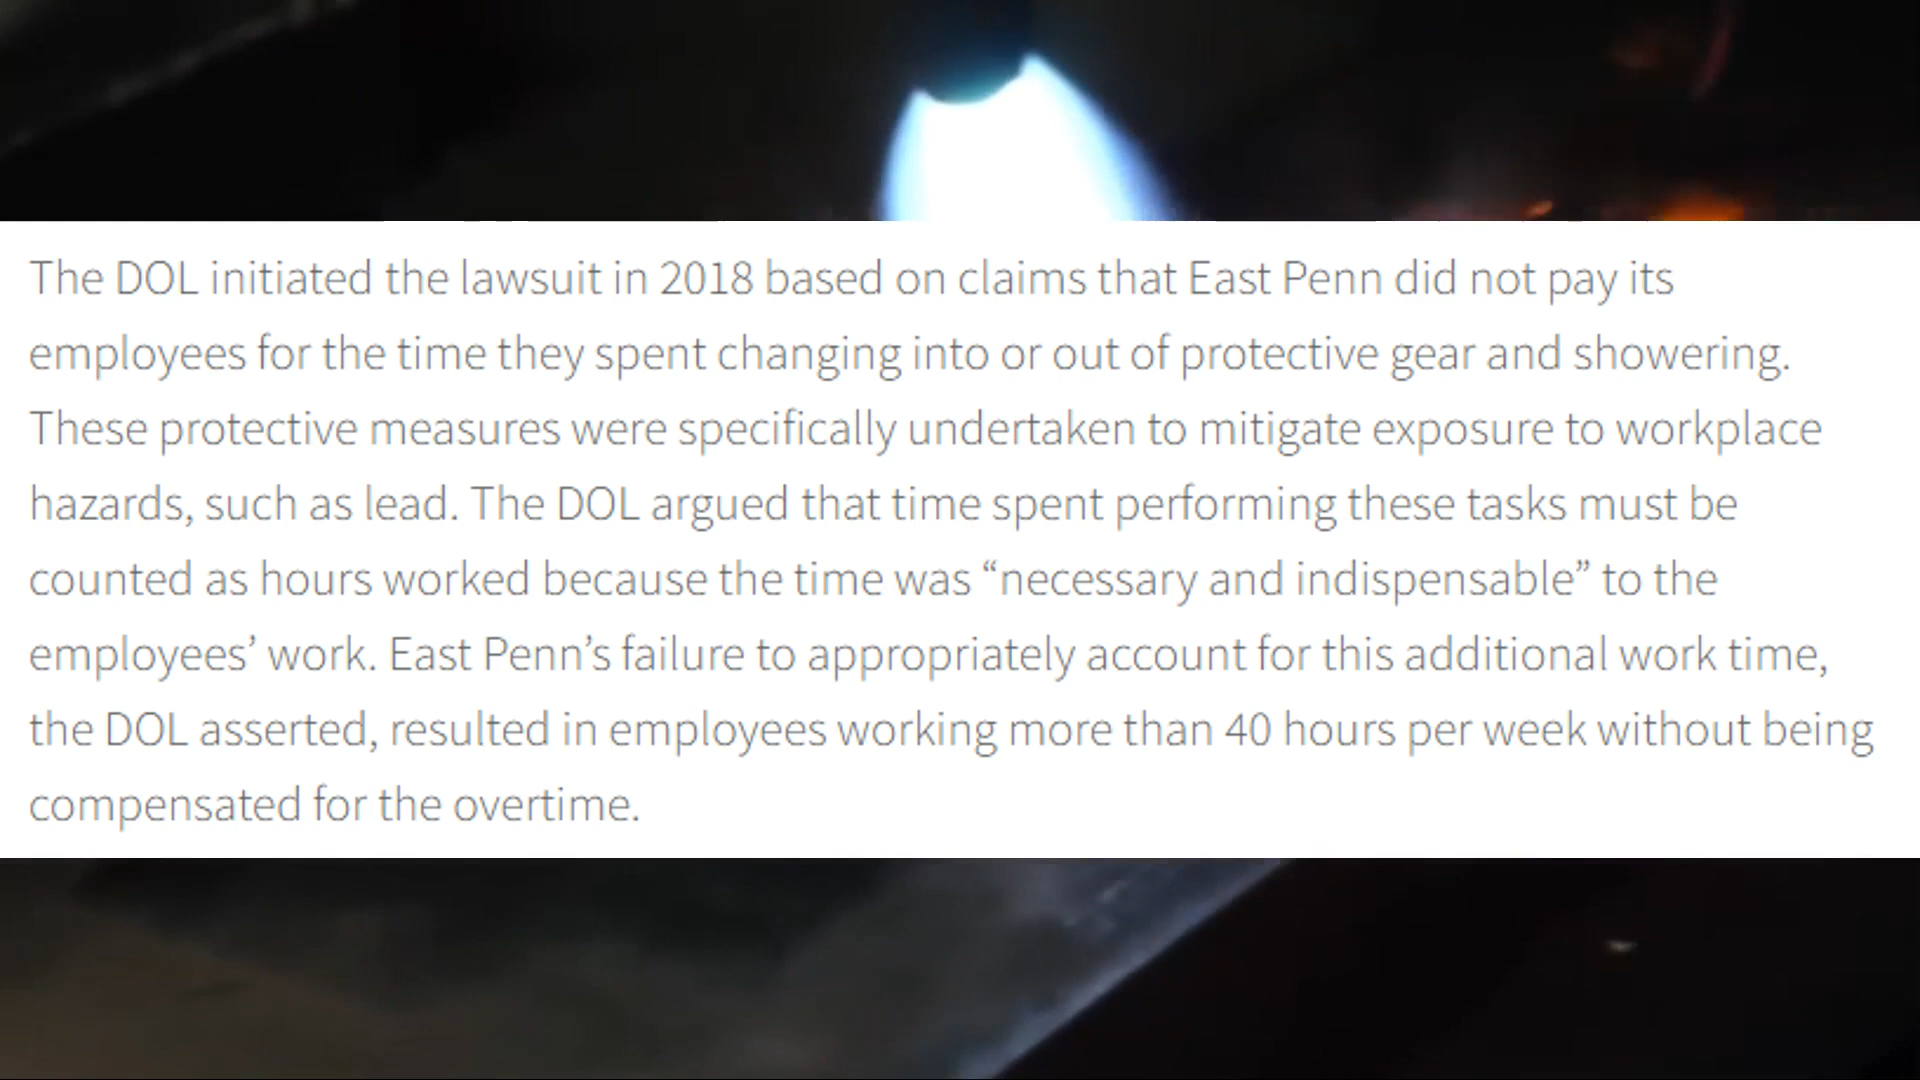 The DOL initiated the lawsuit in 2018 based on claims that East Penn did not pay its
employees for the time they spent changing into or out of protective gear and showering.
These protective measures were specifically undertaken to mitigate exposure to workplace
hazards, such as lead. The DOL argued that time spent performing these tasks must be
counted as hours worked because the time was “necessary and indispensable” to the
employees’ work. East Penn’s failure to appropriately account for this additional work time,
the DOL asserted, resulted in employees working more than 40 hours per week without being
compensated for the overtime.